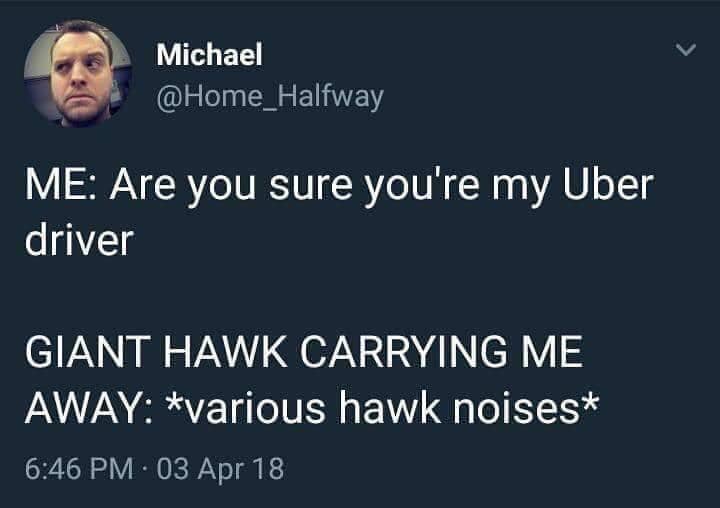 Michael
@Home_Halfway
ME: Are you sure you're my Uber
driver
GIANT HAWK CARRYING ME
AWAY: *various hawk noises*
6:46 PM · 03 Apr 18